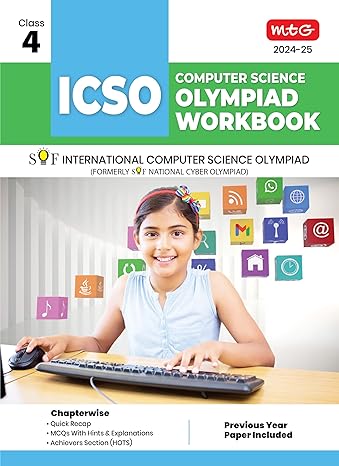 Class
4
mtG
2024-25
ICSO
COMPUTER SCIENCE
OLYMPIAD
WORKBOOK
SOF INTERNATIONAL COMPUTER SCIENCE OLYMPIAD
(FORMERLY SOF NATIONAL CYBER OLYMPIAD)
Chapterwise
• Quick Recap
• MCQs With Hints & Explanations
• Achievers Section (HOTS)
Previous Year
Paper Included